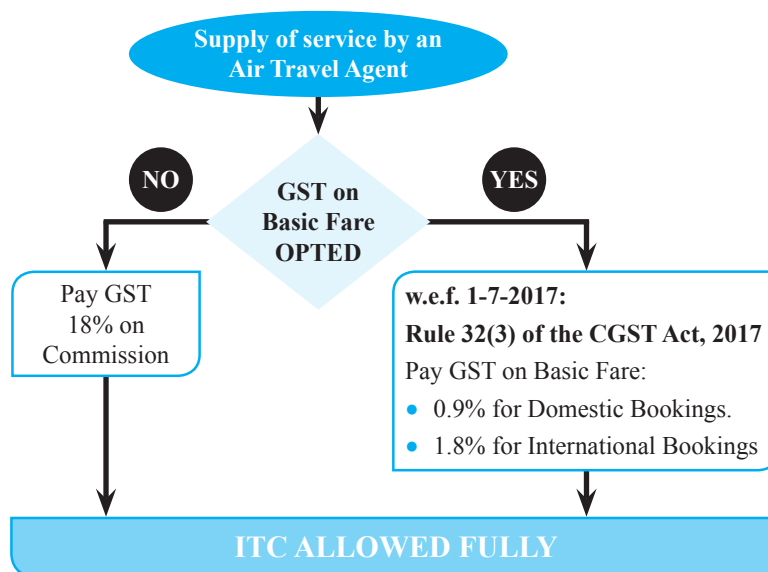 Supply of service by an
Air Travel Agent
NO
YES
GST on
Basic Fare
OPTED
Pay GST
18% on
Commission
w.e.f. 1-7-2017:
Rule 32(3) of the CGST Act, 2017
Pay GST on Basic Fare:
• 0.9% for Domestic Bookings.
• 1.8% for International Bookings
ITC ALLOWED FULLY